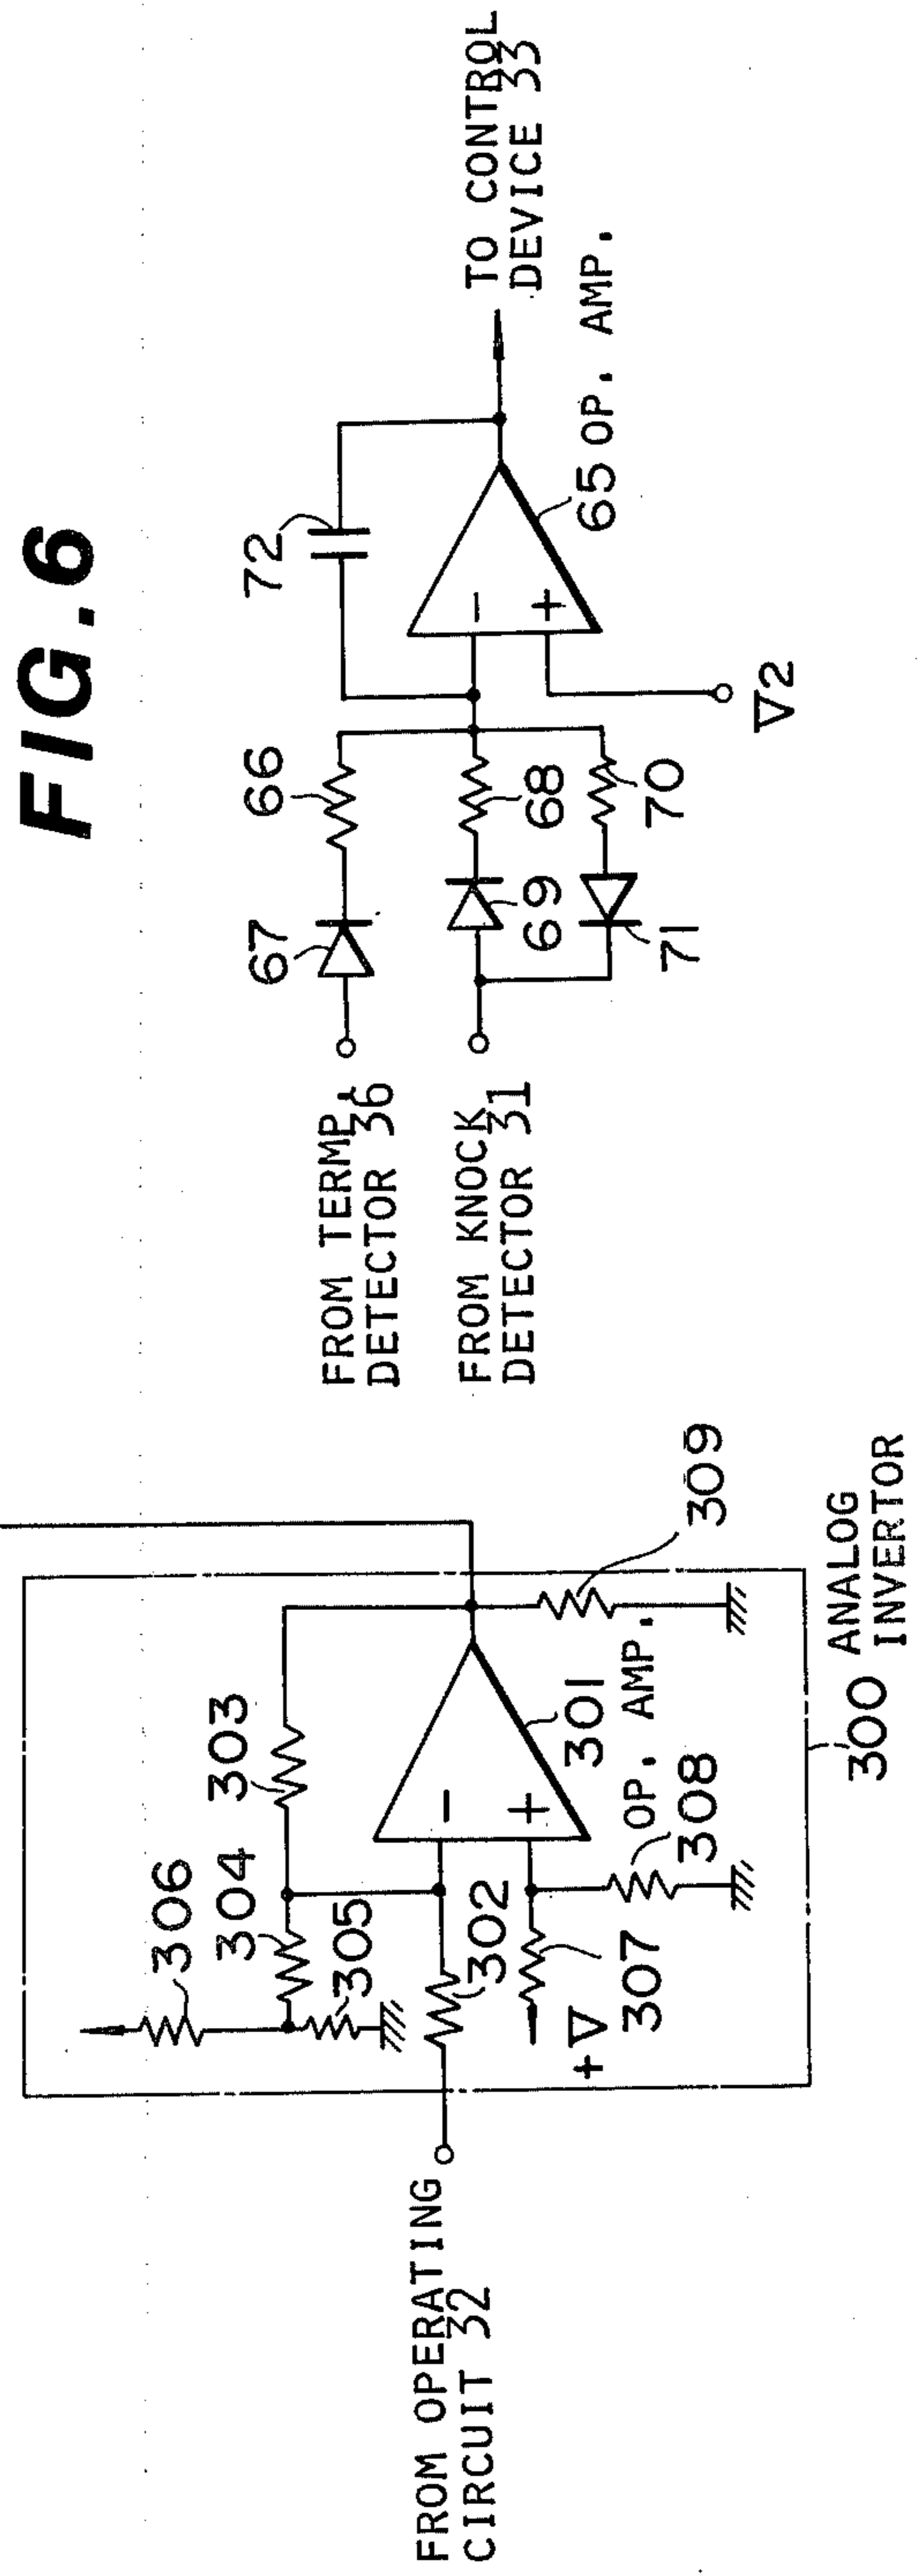 FIG.6
72
66
67
FROM TERMP.
DETECTOR 36
TO CONTROL
DEVICE 33
-
+
65 OP. AMP.
68
69
FROM KNOCK
DETECTOR 31
70
71
V2
306
304
303
305
-
+
301
OP. AMP.
302
FROM OPERATING
CIRCUIT 32
+V
307
308
309
300 ANALOG
INVERTOR